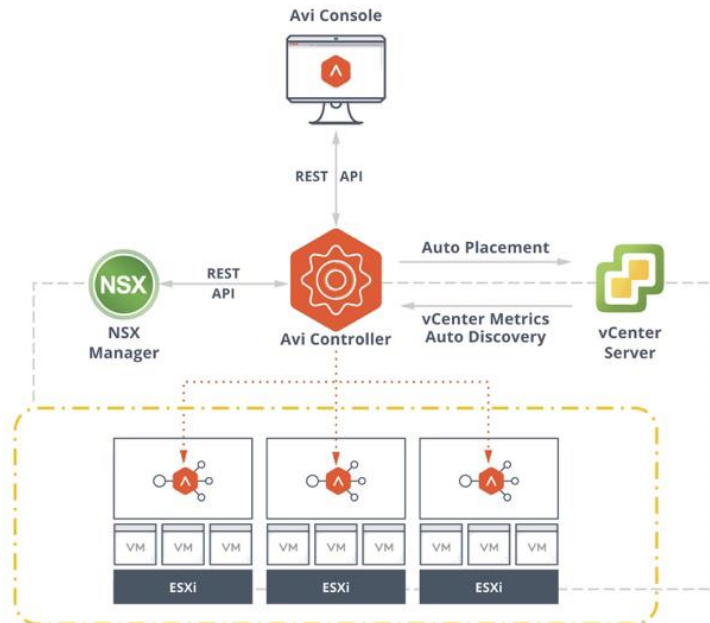 Avi Console
REST API
NSX
NSX
Manager
REST
API
Avi Controller
Auto Placement
vCenter Metrics
Auto Discovery
vCenter
Server
VM VM VM
VM VM VM
VM VM VM
ESXi
ESXi
ESXi